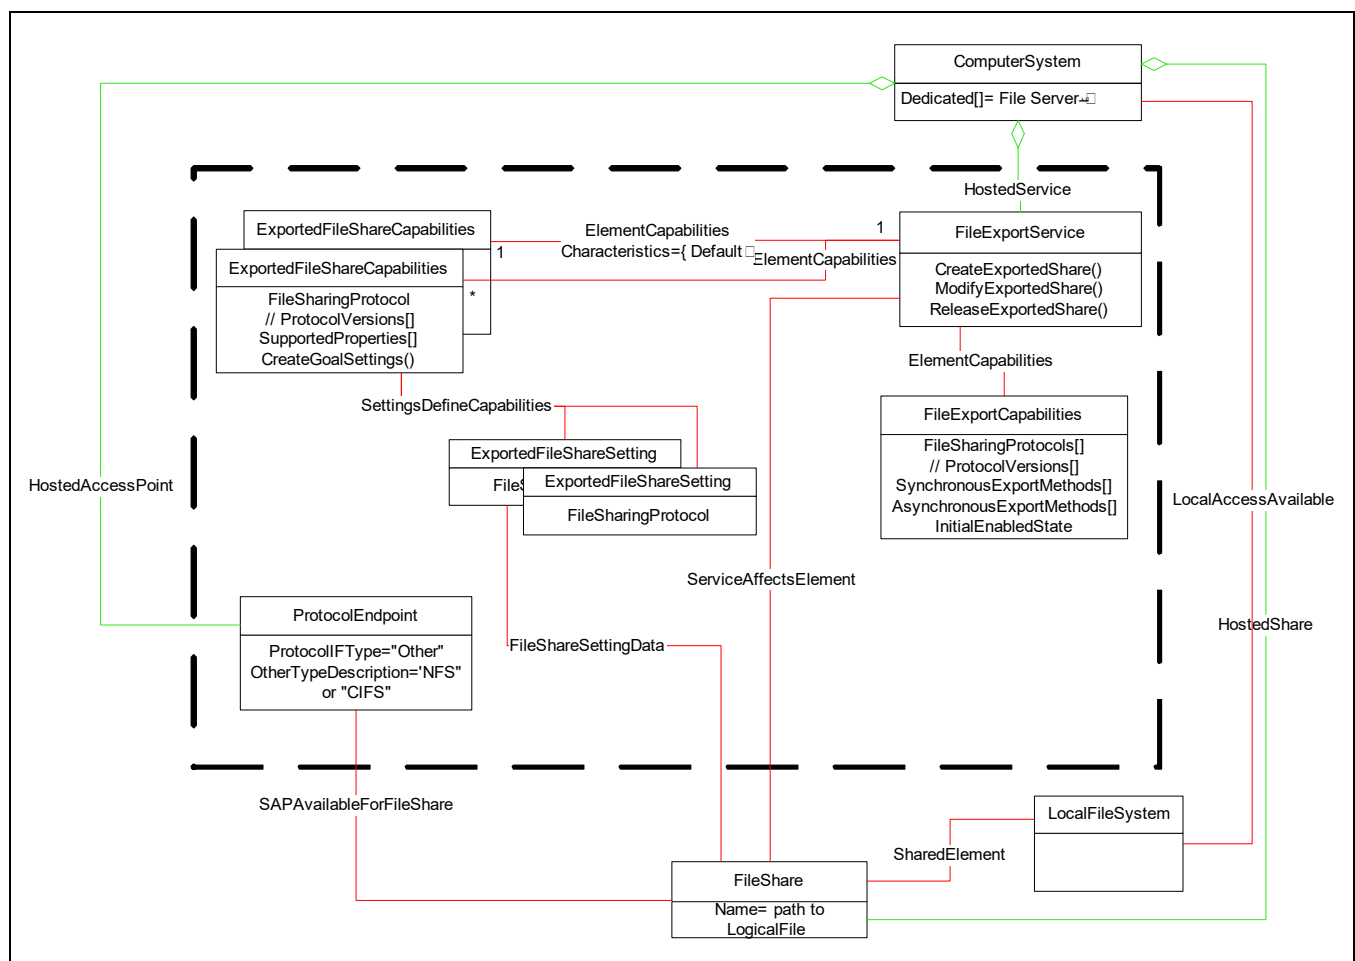 ComputerSystem
Dedicated[]= File Server
HostedService
ExportedFileShareCapabilities
ElementCapabilities
Characteristics={ Default
1
1
ElementCapabilities
FileExportService
CreateExportedShare()
ModifyExportedShare()
ReleaseExportedShare()
ExportedFileShareCapabilities
*
FileSharingProtocol
// ProtocolVersions[]
SupportedProperties[]
CreateGoalSettings()
ElementCapabilities
SettingsDefineCapabilities
FileExportCapabilities
FileSharingProtocols[]
// ProtocolVersions[]
SynchronousExportMethods[]
AsynchronousExportMethods[]
InitialEnabledState
ExportedFileShareSetting
FileS
ExportedFileShareSetting
FileSharingProtocol
HostedAccessPoint
LocalAccessAvailable
ServiceAffectsElement
ProtocolEndpoint
ProtocolIFType="Other"
OtherTypeDescription='NFS"
or "CIFS"
HostedShare
FileShareSettingData
SAPAvailableForFileShare
LocalFileSystem
SharedElement
FileShare
Name= path to
LogicalFile